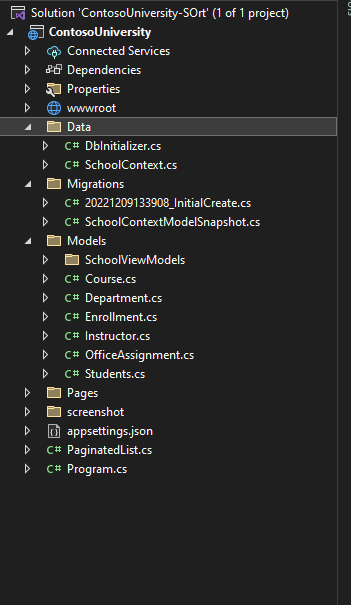 Solution 'ContosoUniversity-SOrt' (1 of 1 project)
ContosoUniversity
Connected Services
Dependencies
Properties
wwwroot
Data
C# DbInitializer.cs
C# SchoolContext.cs
Migrations
C# 20221209133908_InitialCreate.cs
C# SchoolContextModelSnapshot.cs
Models
SchoolViewModels
C# Course.cs
C# Department.cs
C# Enrollment.cs
C# Instructor.cs
C# OfficeAssignment.cs
C# Students.cs
Pages
screenshot
appsettings.json
C# PaginatedList.cs
C# Program.cs